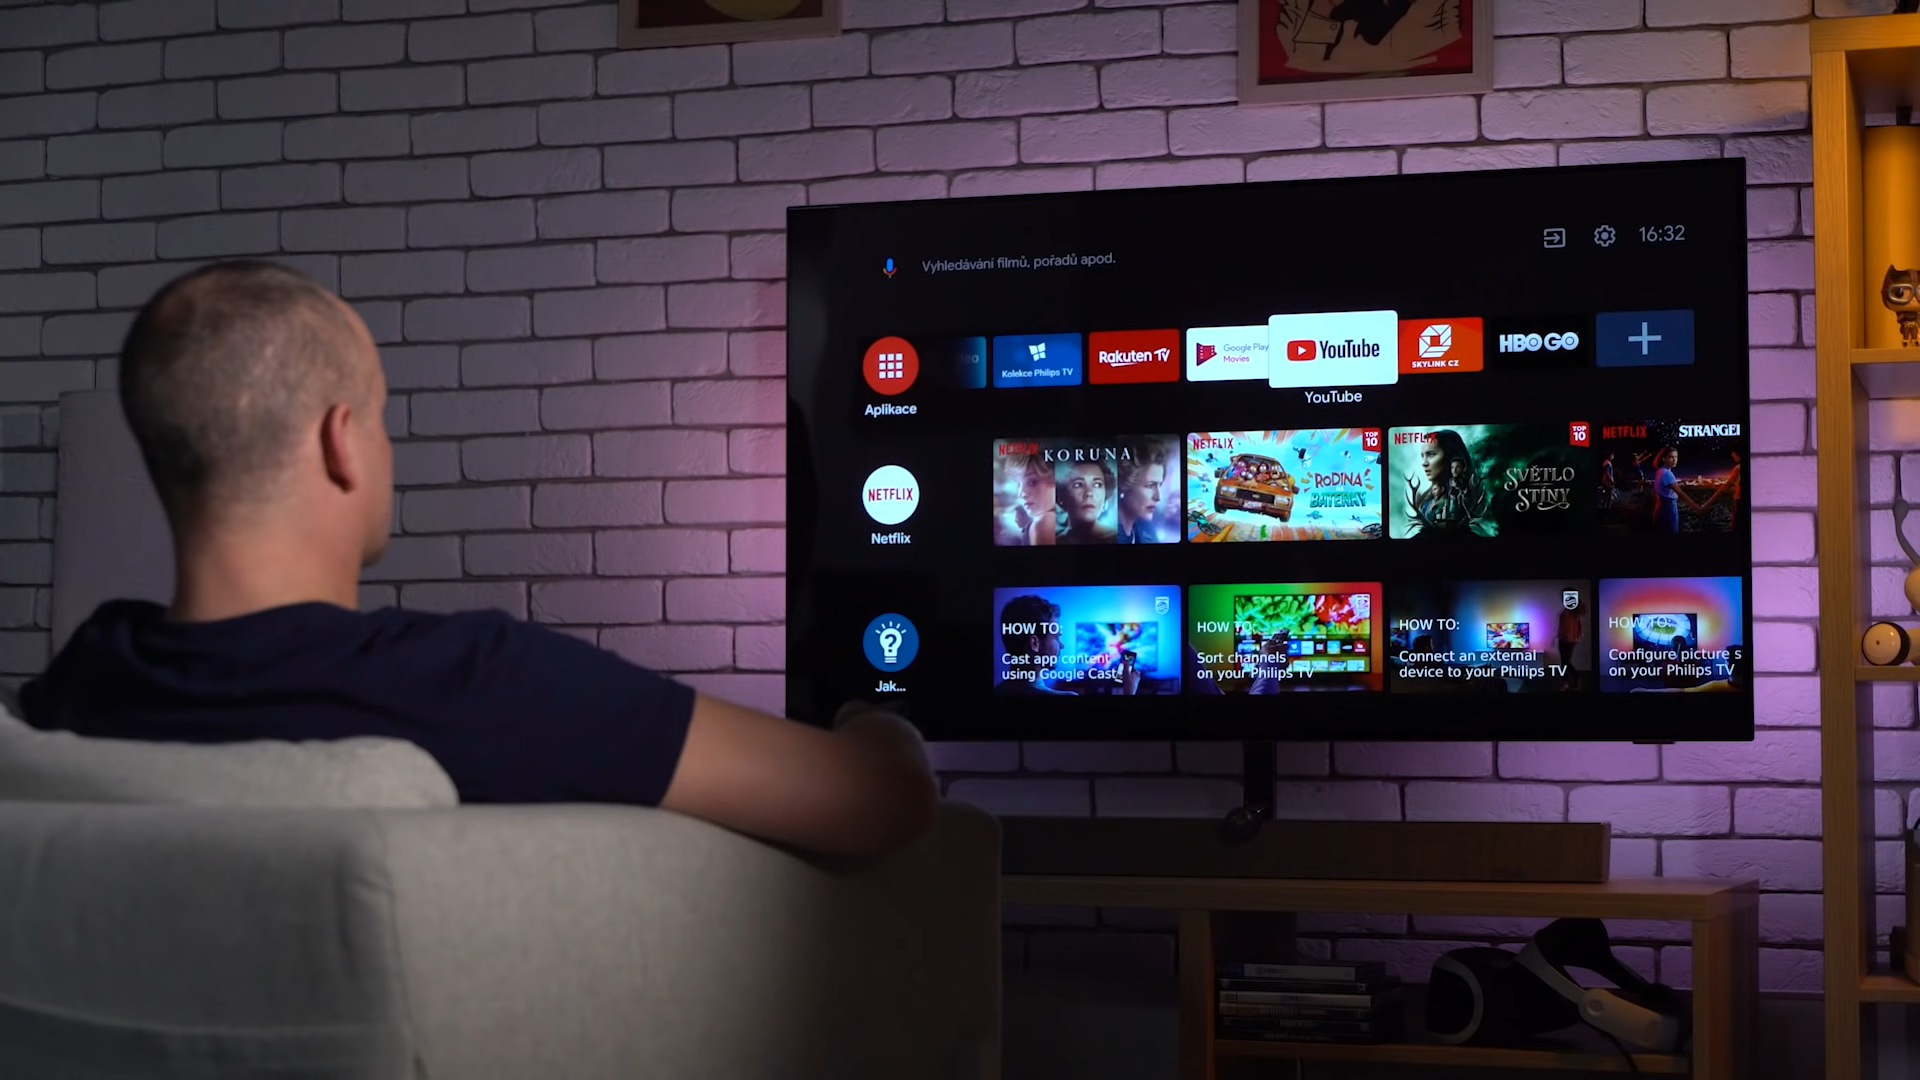 16:32
Vyhledávání filmů, pořadů apod.
Aplikace
eo
Kolekce Philips TV
Rakuten TV
Google Play
Movies
YouTube
YouTube
SKYLINK CZ
HBO GO
NETFLIX
Netflix
NETFLIX
KORUNA
NETFLIX
TOP
10
RODINA
BATERKY
NETFLIX
TOP
10
SVĚTLO
STÍNY
NETFLIX
STRANGE
Jak...
HOW TO:
Cast app content
using Google Cast
HOW TO:
Sort channels
on your Philips TV
HOW TO:
Connect an external
device to your Philips TV
HOW TO:
Configure picture s
on your Philips TV